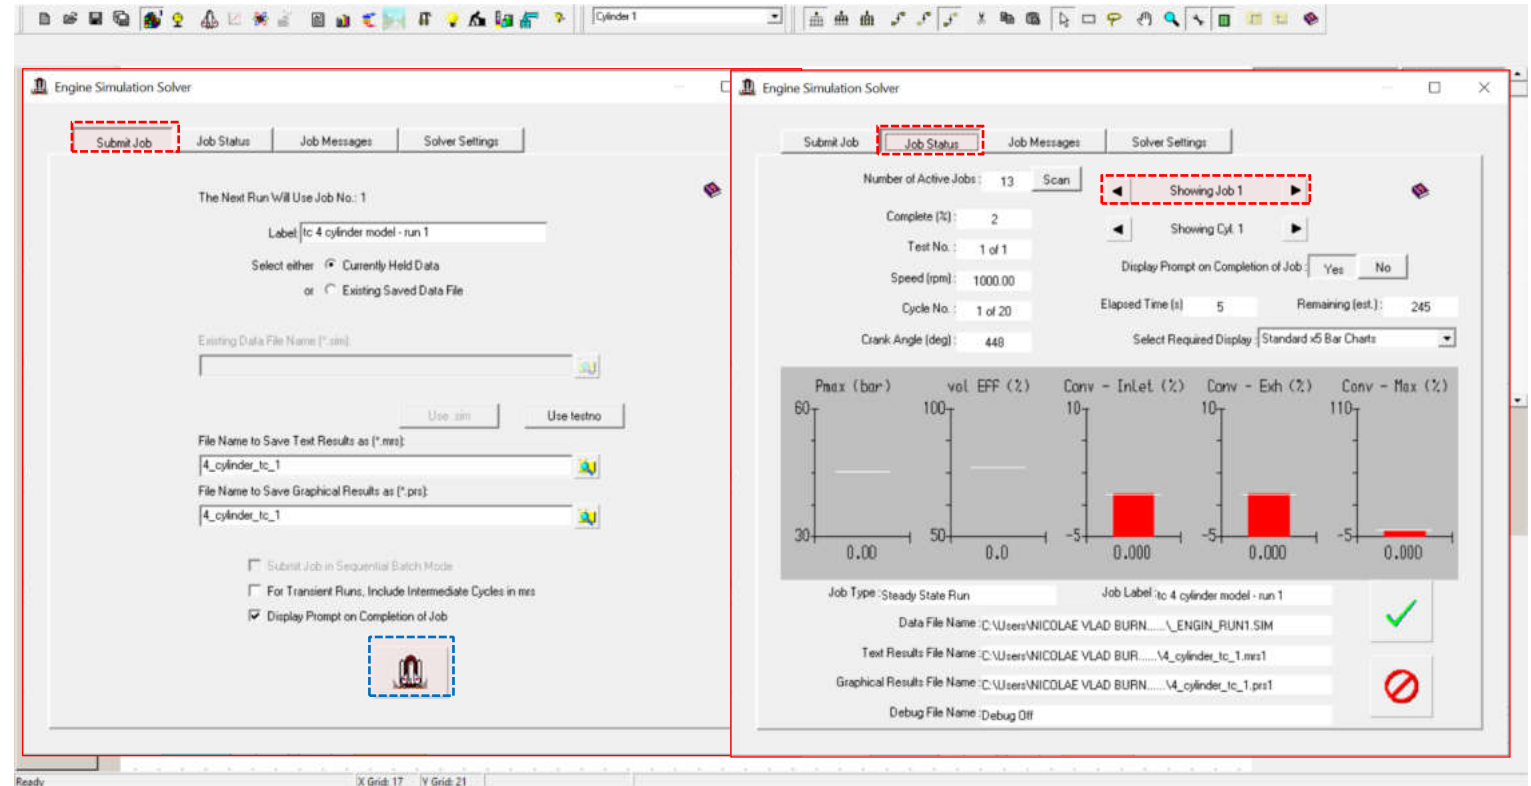 Cylinder 1
Engine Simulation Solver
Submit Job
Job Status
Job Messages
Solver Settings
The Next Run Will Use Job No.: 1
Label: tc 4 cylinder model - run 1
Select either Currently Held Data
or Existing Saved Data File
Existing Data File Name (*.sim):
Use .sim
Use testno
File Name to Save Text Results as (*.mrs):
4_cylinder_tc_1
File Name to Save Graphical Results as (*.prs):
4_cylinder_tc_1
Submit Job in Sequential Batch Mode
For Transient Runs, Include Intermediate Cycles in mrs
Display Prompt on Completion of Job
Engine Simulation Solver
Submit Job
Job Status
Job Messages
Solver Settings
Number of Active Jobs : 13 Scan
Showing Job 1
Complete (%) : 2
Showing Cyl. 1
Test No. : 1 of 1
Display Prompt on Completion of Job : Yes No
Speed (rpm) : 1000.00
Cycle No. : 1 of 20
Elapsed Time (s) 5 Remaining (est.) : 245
Crank Angle (deg) : 448
Select Required Display : Standard x5 Bar Charts
Pmax (bar) vol EFF (%) Conv - Inlet (%) Conv - Exh (%) Conv - Max (%)
60 100 10 10 110
30 50 -5 -5 -5
0.00 0.0 0.000 0.000 0.000
Job Type : Steady State Run Job Label : tc 4 cylinder model - run 1
Data File Name : C:\Users\NICOLAE VLAD BURN......\_ENGIN_RUN1.SIM
Text Results File Name : C:\Users\NICOLAE VLAD BUR......\4_cylinder_tc_1.mrs1
Graphical Results File Name : C:\Users\NICOLAE VLAD BURN......\4_cylinder_tc_1.prs1
Debug File Name : Debug Off
Ready X Grid: 17 Y Grid: 21